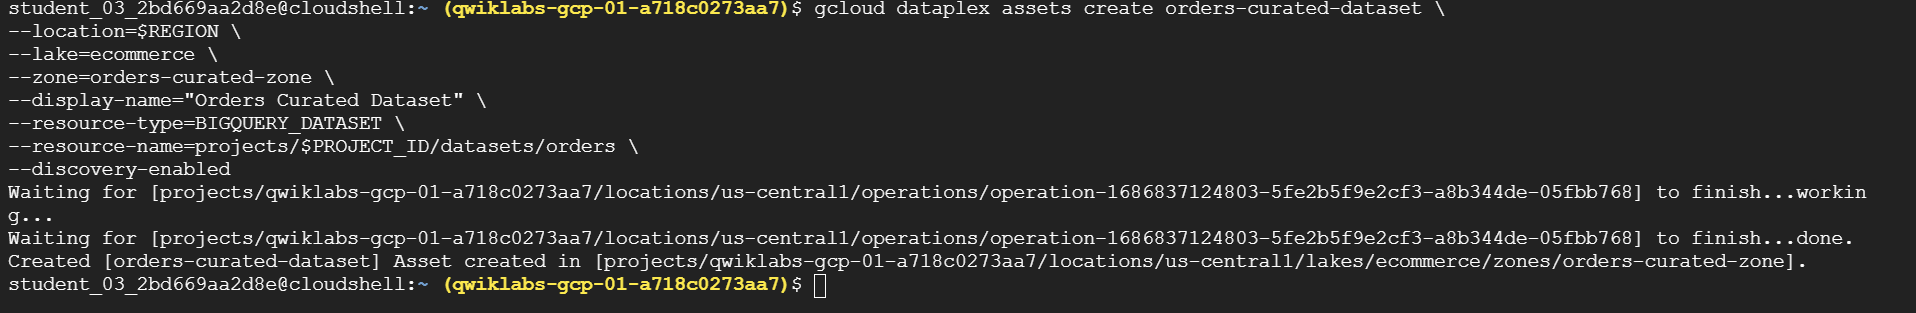 student_03_2bd669aa2d8e@cloudshell:~ (qwiklabs-gcp-01-a718c0273aa7)$ gcloud dataplex assets create orders-curated-dataset \
--location=$REGION \
--lake=ecommerce \
--zone=orders-curated-zone \
--display-name="Orders Curated Dataset" \
--resource-type=BIGQUERY_DATASET \
--resource-name=projects/$PROJECT_ID/datasets/orders \
--discovery-enabled
Waiting for [projects/qwiklabs-gcp-01-a718c0273aa7/locations/us-central1/operations/operation-1686837124803-5fe2b5f9e2cf3-a8b344de-05fbb768] to finish...workin
g...
Waiting for [projects/qwiklabs-gcp-01-a718c0273aa7/locations/us-central1/operations/operation-1686837124803-5fe2b5f9e2cf3-a8b344de-05fbb768] to finish...done.
Created [orders-curated-dataset] Asset created in [projects/qwiklabs-gcp-01-a718c0273aa7/locations/us-central1/lakes/ecommerce/zones/orders-curated-zone].
student_03_2bd669aa2d8e@cloudshell:~ (qwiklabs-gcp-01-a718c0273aa7)$